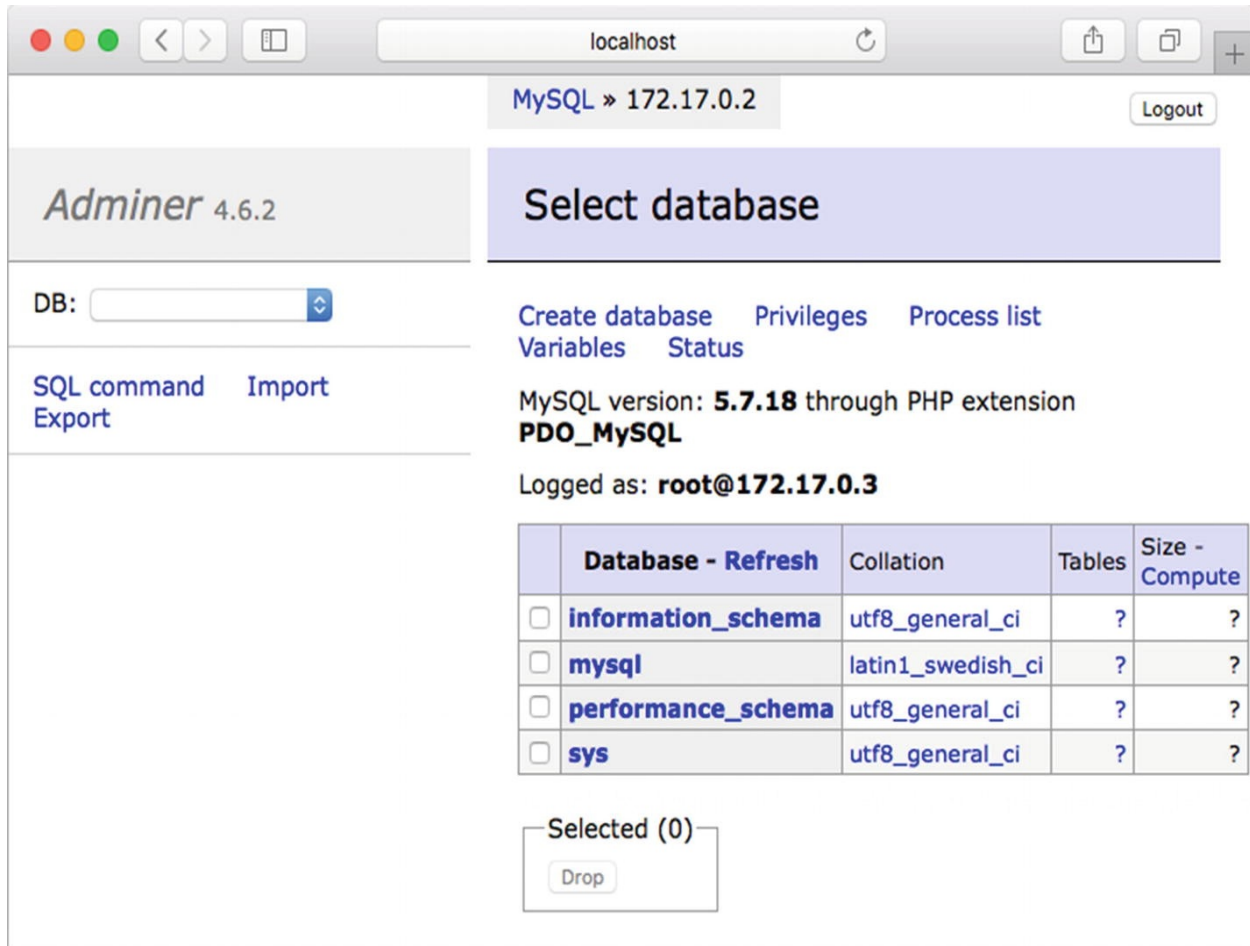 localhost
MySQL » 172.17.0.2
Logout
Adminer 4.6.2
Select database
DB:
SQL command Import
Export
Create database Privileges Process list
Variables Status
MySQL version: 5.7.18 through PHP extension
PDO_MySQL
Logged as: root@172.17.0.3
Database - Refresh Collation Tables Size -
Compute
information_schema utf8_general_ci ? ?
mysql latin1_swedish_ci ? ?
performance_schema utf8_general_ci ? ?
sys utf8_general_ci ? ?
Selected (0)
Drop